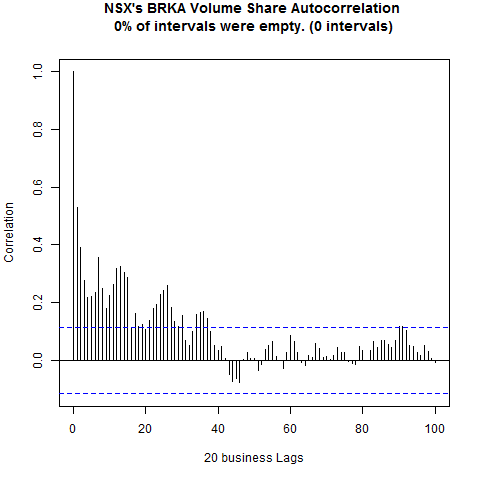 NSX's BRKA Volume Share Autocorrelation
0% of intervals were empty. (0 intervals)
1.0
0.8
0.6
0.4
0.2
0.0
Correlation
0 20 40 60 80 100
20 business Lags